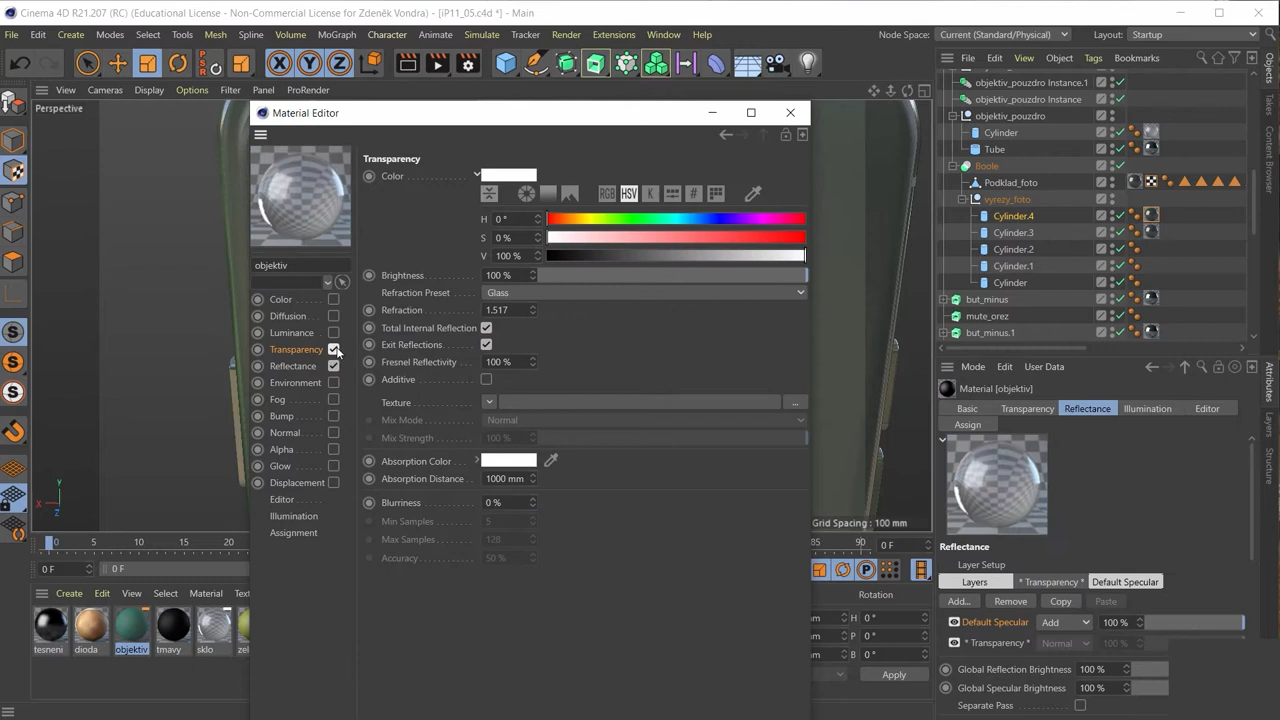 Cinema 4D R21.207 (RC) (Educational License - Non-Commercial License for Zdeněk Vondra) - [iP11_05.c4d *] - Main
File Edit Create Modes Select Tools Mesh Spline Volume MoGraph Character Animate Simulate Tracker Render Extensions Window Help Node Space: Current (Standard/Physical) Layout: Startup
X Y Z PSR 0
File Edit View Object Tags Bookmarks
View Cameras Display Options Filter Panel ProRender
Perspective
Material Editor
objektiv_pouzdro Instance.1
objektiv_pouzdro Instance
objektiv_pouzdro
Cylinder
Tube
Boole
Podklad_foto
vyrezy_foto
Cylinder.4
Cylinder.3
Cylinder.2
Cylinder.1
Cylinder
but_minus
mute_orez
but_minus.1
Objects
Takes
Content Browser
Transparency
Color
RGB HSV K #
H 0 °
S 0 %
V 100 %
Brightness 100 %
Refraction Preset Glass
Refraction 1.517
Total Internal Reflection
Exit Reflections
Fresnel Reflectivity 100 %
Additive
Texture ...
Mix Mode Normal
Mix Strength 100 %
Absorption Color
Absorption Distance 1000 mm
Blurriness 0 %
Min Samples 5
Max Samples 128
Accuracy 50 %
objektiv
Color
Diffusion
Luminance
Transparency
Reflectance
Environment
Fog
Bump
Normal
Alpha
Glow
Displacement
Editor
Illumination
Assignment
Mode Edit User Data
Material [objektiv]
Basic Transparency Reflectance Illumination Editor
Assign
Attributes
Layers
Structure
Reflectance
Layer Setup
Layers * Transparency * Default Specular
Add... Remove Copy Paste
Default Specular Add 100 %
* Transparency * Normal 100 %
Global Reflection Brightness 100 %
Global Specular Brightness 100 %
Separate Pass
Y X Z
Grid Spacing : 100 mm
0 5 10 15 20 85 90 0 F
0 F 0 F
P
Create Edit View Select Material
tesneni dioda objektiv tmavy sklo
Rotation
H 0 °
P 0 °
B 0 °
Apply